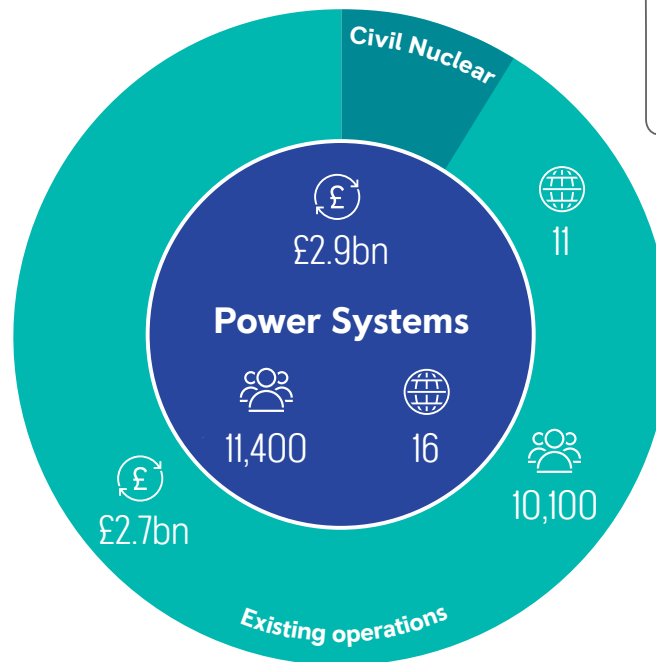 Civil Nuclear
£
£2.9bn
11
Power Systems
11,400
16
£
£2.7bn
10,100
Existing operations